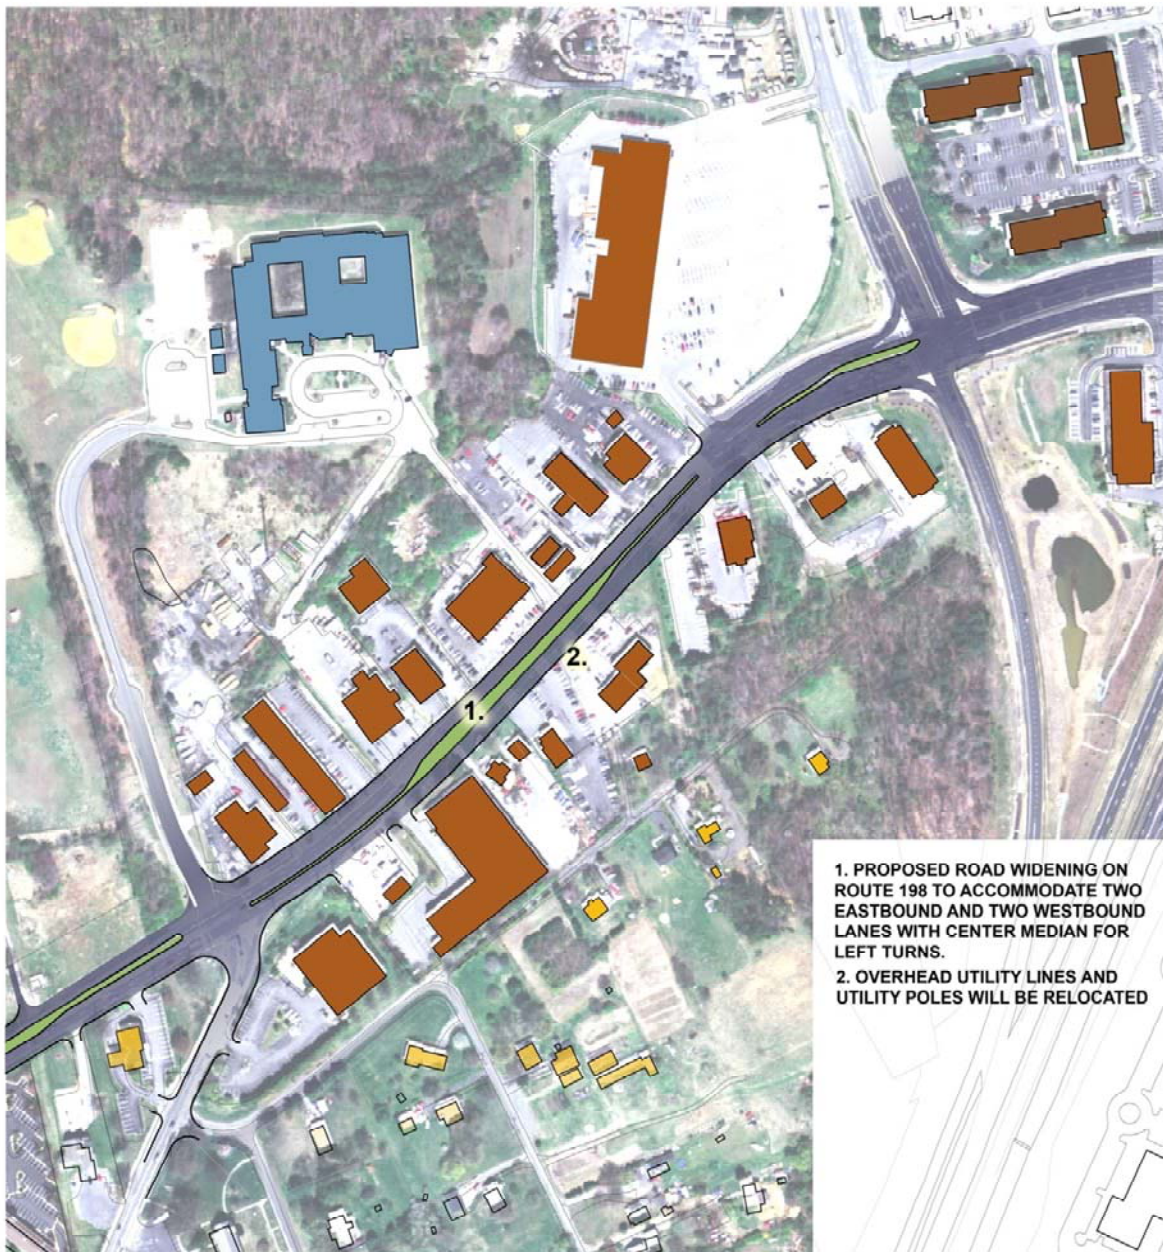 2.
1.
1. PROPOSED ROAD WIDENING ON
ROUTE 198 TO ACCOMMODATE TWO
EASTBOUND AND TWO WESTBOUND
LANES WITH CENTER MEDIAN FOR
LEFT TURNS.
2. OVERHEAD UTILITY LINES AND
UTILITY POLES WILL BE RELOCATED